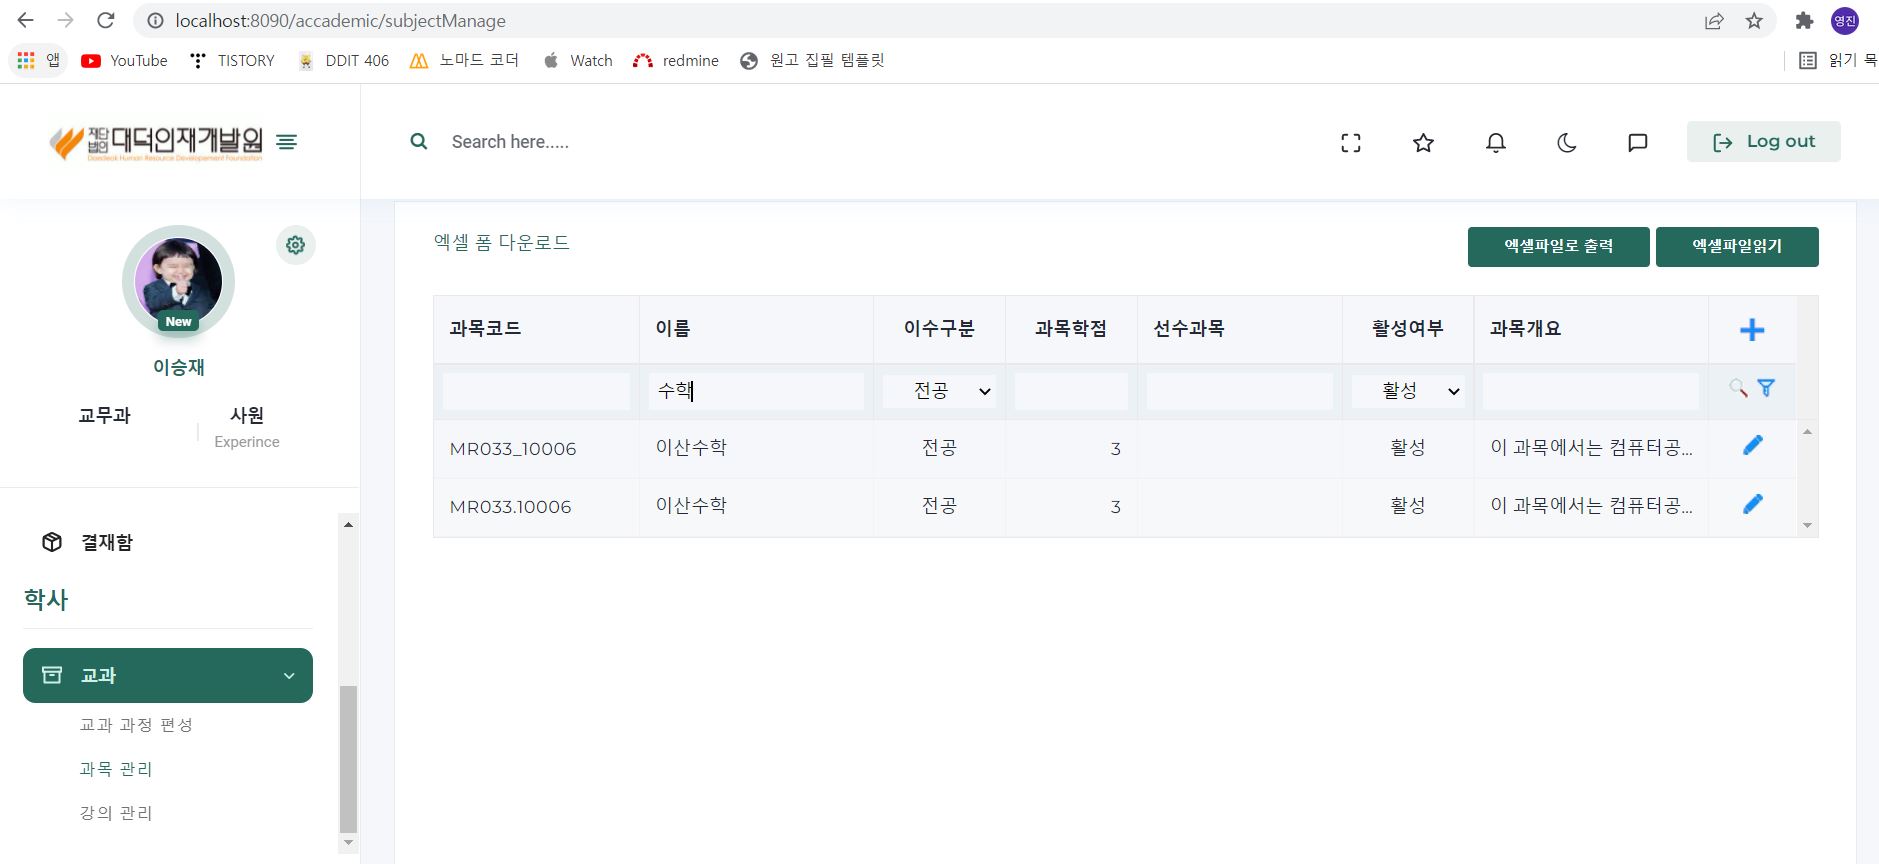 localhost:8090/accademic/subjectManage
영진
앱 YouTube TISTORY DDIT 406 노마드 코더 Watch redmine 원고 집필 템플릿 읽기 목
재단법인 대덕인재개발원
Daedeok Human Resource Developement Foundation
Search here.....
Log out
New
이승재
교무과 사원
Experince
결재함
학사
교과
교과 과정 편성
과목 관리
강의 관리
엑셀 폼 다운로드
엑셀파일로 출력 엑셀파일읽기
과목코드 이름 이수구분 과목학점 선수과목 활성여부 과목개요
수학 전공 활성
MR033_10006 이산수학 전공 3 활성 이 과목에서는 컴퓨터공...
MR033.10006 이산수학 전공 3 활성 이 과목에서는 컴퓨터공...